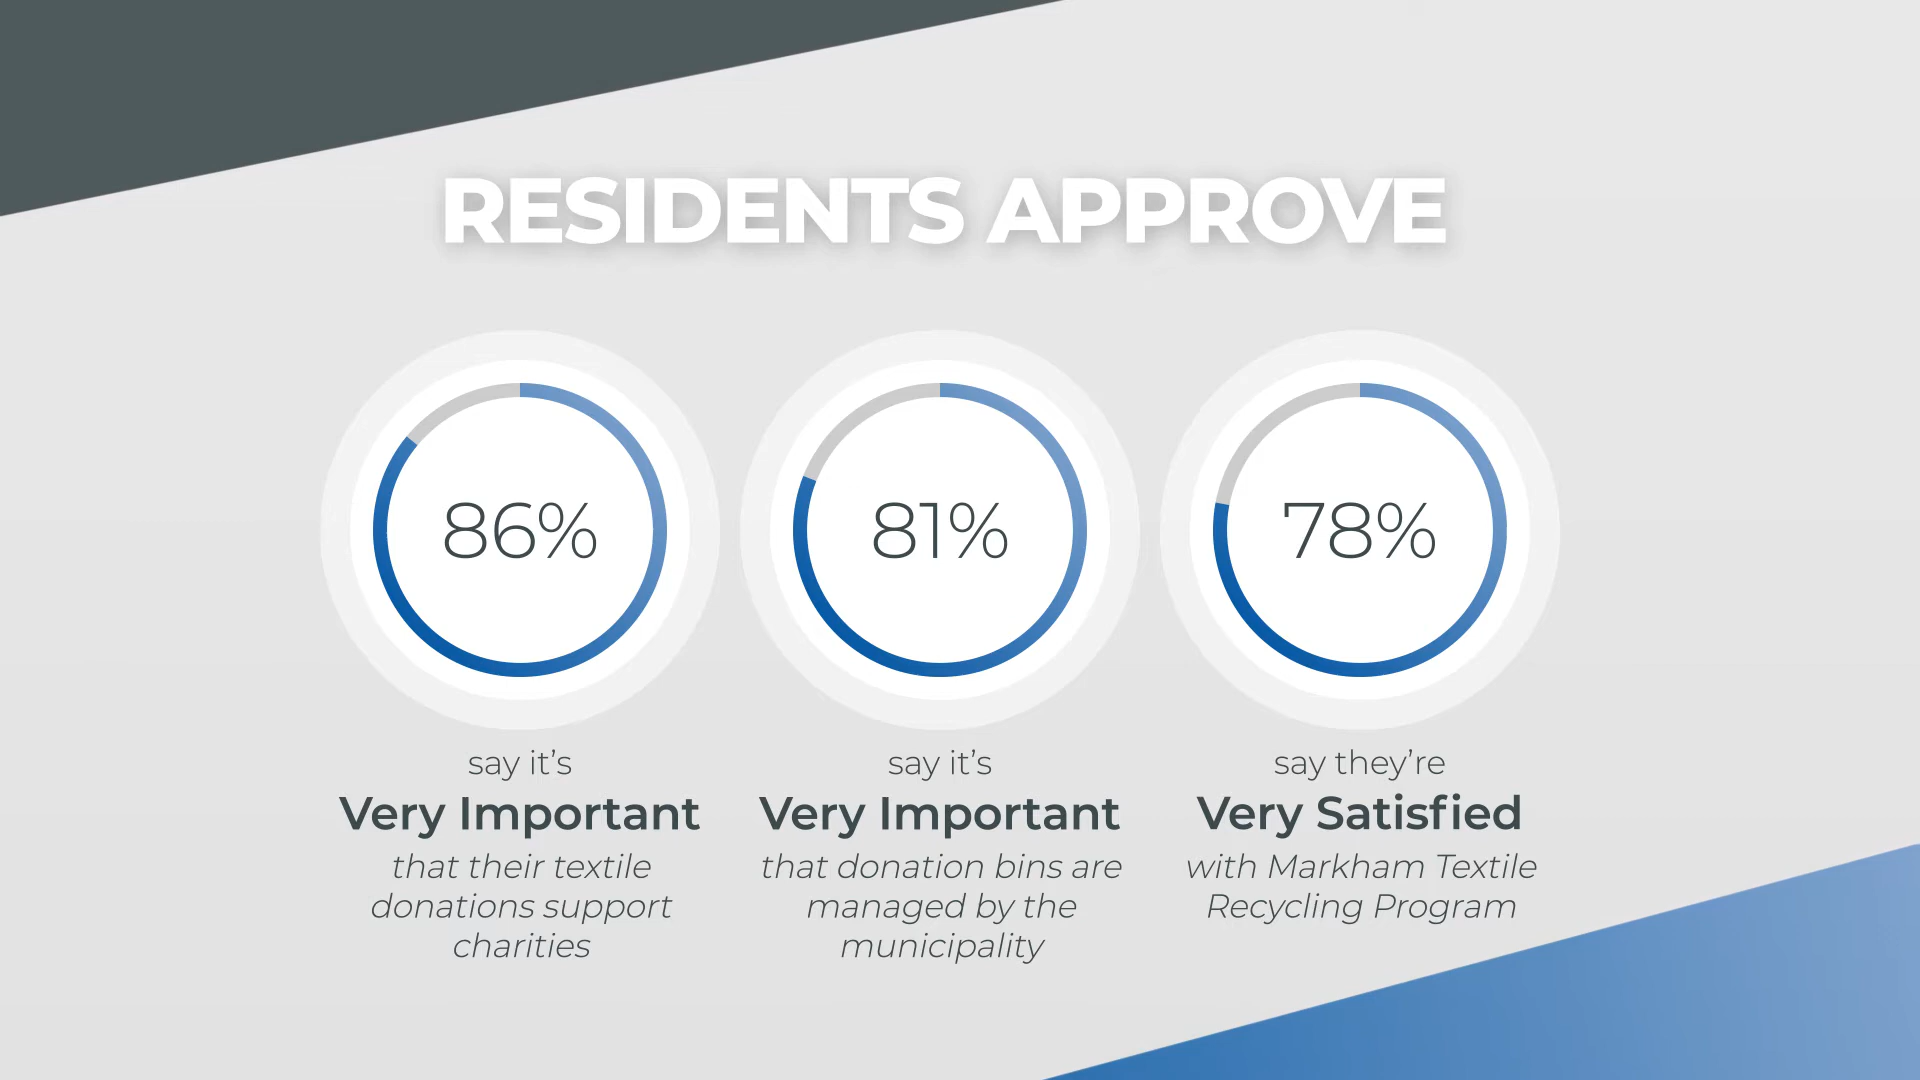 RESIDENTS APPROVE
86%
say it’s
Very Important
that their textile
donations support
charities
81%
say it’s
Very Important
that donation bins are
managed by the
municipality
78%
say they’re
Very Satisfied
with Markham Textile
Recycling Program